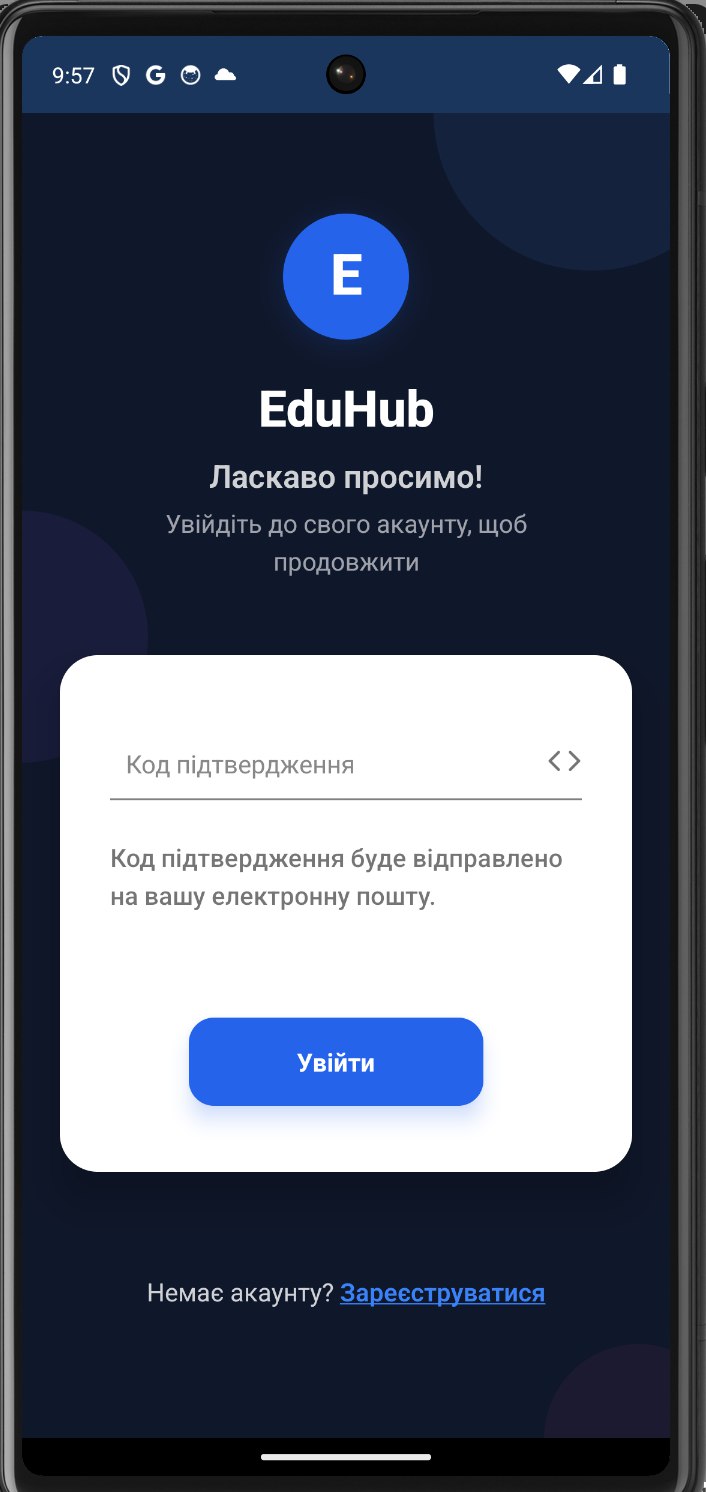 9:57
E
EduHub
Ласкаво просимо!
Увійдіть до свого акаунту, щоб
продовжити
Код підтвердження
Код підтвердження буде відправлено
на вашу електронну пошту.
Увійти
Немає акаунту? Зареєструватися